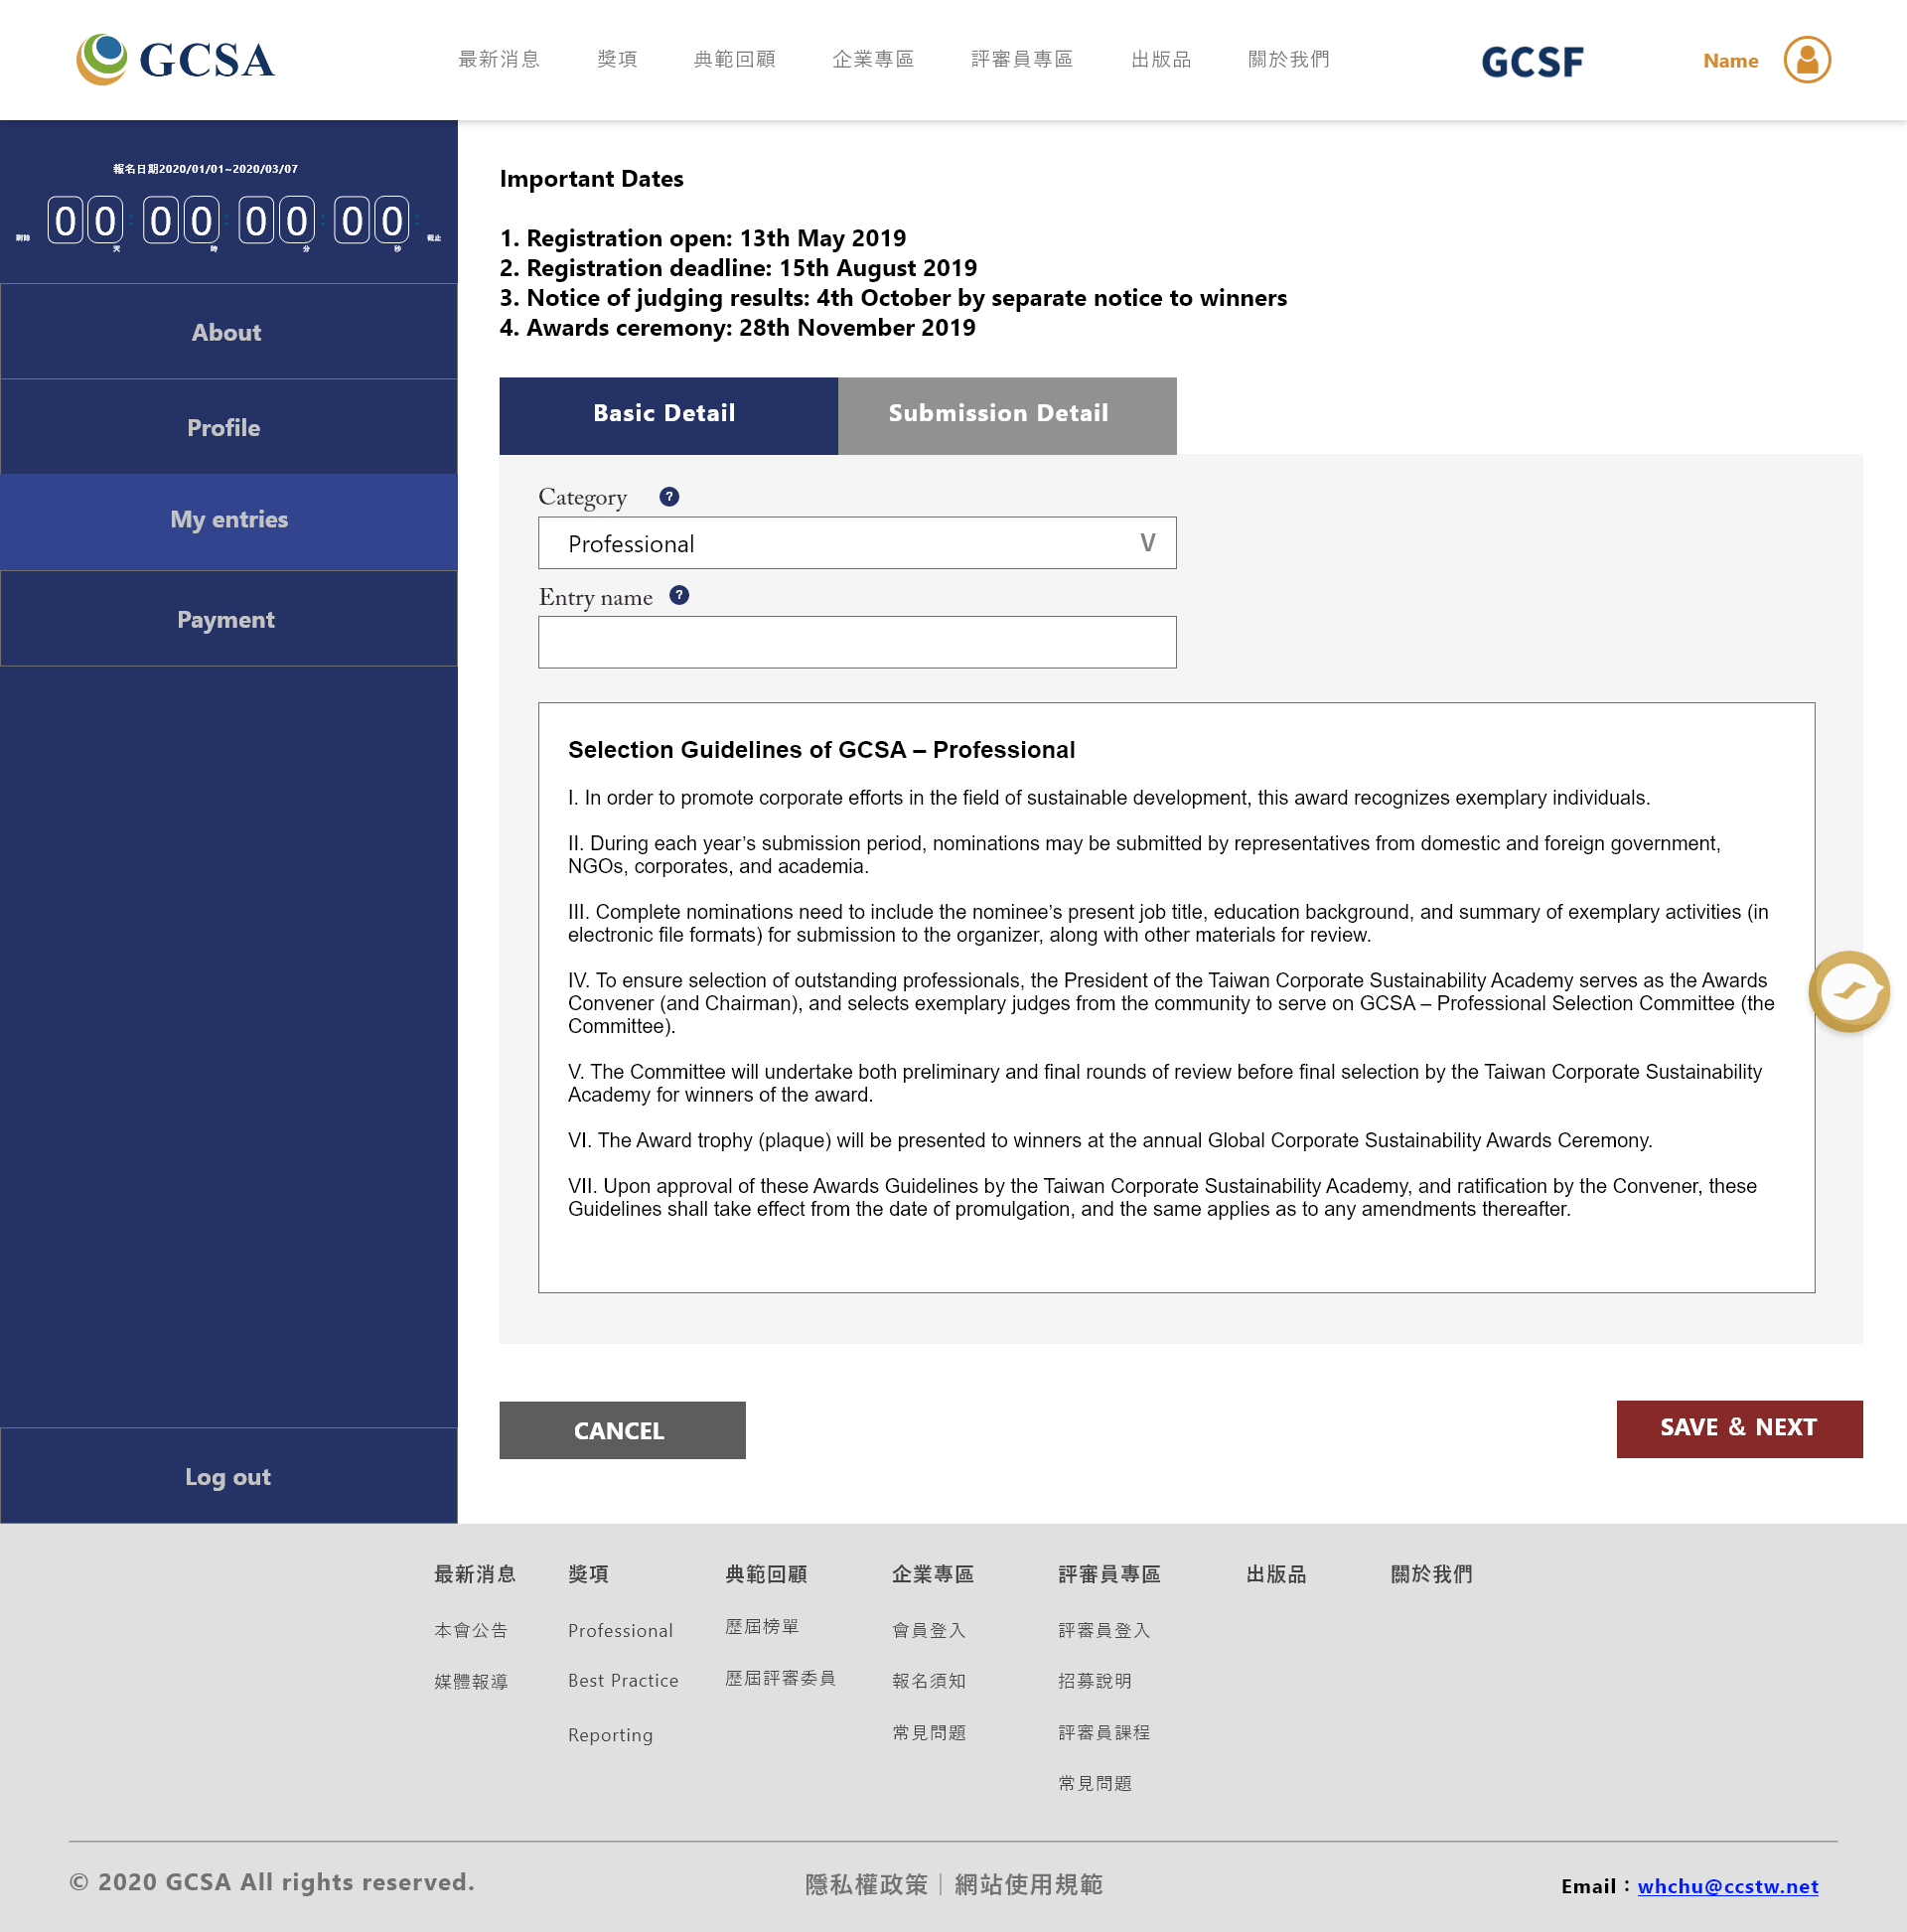 GCSA
最新消息 獎項 典範回顧 企業專區 評審員專區 出版品 關於我們
GCSF
Name
報名日期2020/01/01~2020/03/07
剩餘 00 : 00 : 00 : 00 : 截止
天 時 分 秒
About
Profile
My entries
Payment
Log out
Important Dates
1. Registration open: 13th May 2019
2. Registration deadline: 15th August 2019
3. Notice of judging results: 4th October by separate notice to winners
4. Awards ceremony: 28th November 2019
Basic Detail
Submission Detail
Category ?
Professional V
Entry name ?
Selection Guidelines of GCSA – Professional
I. In order to promote corporate efforts in the field of sustainable development, this award recognizes exemplary individuals.
II. During each year’s submission period, nominations may be submitted by representatives from domestic and foreign government,
NGOs, corporates, and academia.
III. Complete nominations need to include the nominee’s present job title, education background, and summary of exemplary activities (in
electronic file formats) for submission to the organizer, along with other materials for review.
IV. To ensure selection of outstanding professionals, the President of the Taiwan Corporate Sustainability Academy serves as the Awards
Convener (and Chairman), and selects exemplary judges from the community to serve on GCSA – Professional Selection Committee (the
Committee).
V. The Committee will undertake both preliminary and final rounds of review before final selection by the Taiwan Corporate Sustainability
Academy for winners of the award.
VI. The Award trophy (plaque) will be presented to winners at the annual Global Corporate Sustainability Awards Ceremony.
VII. Upon approval of these Awards Guidelines by the Taiwan Corporate Sustainability Academy, and ratification by the Convener, these
Guidelines shall take effect from the date of promulgation, and the same applies as to any amendments thereafter.
CANCEL
SAVE & NEXT
最新消息
本會公告
媒體報導
獎項
Professional
Best Practice
Reporting
典範回顧
歷屆榜單
歷屆評審委員
企業專區
會員登入
報名須知
常見問題
評審員專區
評審員登入
招募說明
評審員課程
常見問題
出版品
關於我們
© 2020 GCSA All rights reserved.
隱私權政策｜網站使用規範
Email：whchu@ccstw.net